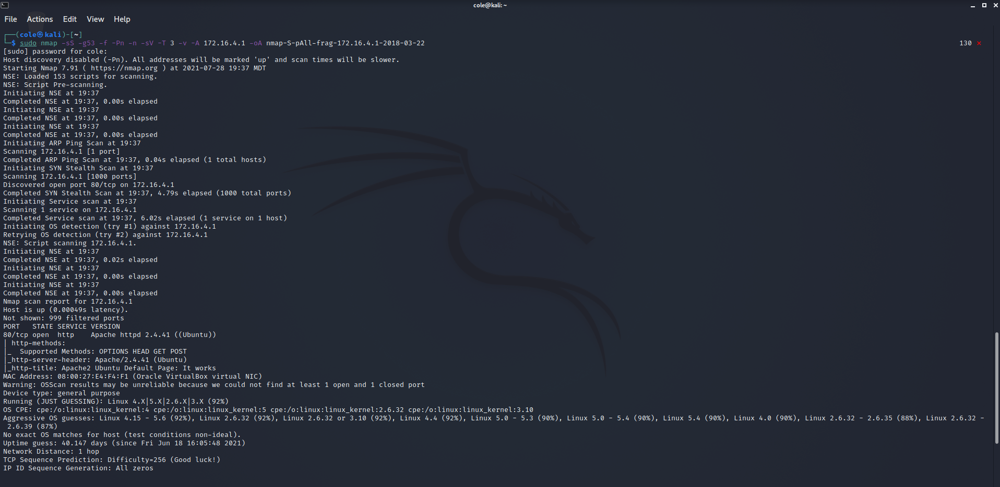 cole@kali: ~
File Actions Edit View Help
┌──(cole㉿kali)-[~]
└─$ sudo nmap -sS -g53 -f -Pn -n -sV -T 3 -v -A 172.16.4.1 -oA nmap-S-pAll-frag-172.16.4.1-2018-03-22 130 ⨯
[sudo] password for cole:
Host discovery disabled (-Pn). All addresses will be marked 'up' and scan times will be slower.
Starting Nmap 7.91 ( https://nmap.org ) at 2021-07-28 19:37 MDT
NSE: Loaded 153 scripts for scanning.
NSE: Script Pre-scanning.
Initiating NSE at 19:37
Completed NSE at 19:37, 0.00s elapsed
Initiating NSE at 19:37
Completed NSE at 19:37, 0.00s elapsed
Initiating NSE at 19:37
Completed NSE at 19:37, 0.00s elapsed
Initiating ARP Ping Scan at 19:37
Scanning 172.16.4.1 [1 port]
Completed ARP Ping Scan at 19:37, 0.04s elapsed (1 total hosts)
Initiating SYN Stealth Scan at 19:37
Scanning 172.16.4.1 [1000 ports]
Discovered open port 80/tcp on 172.16.4.1
Completed SYN Stealth Scan at 19:37, 4.79s elapsed (1000 total ports)
Initiating Service scan at 19:37
Scanning 1 service on 172.16.4.1
Completed Service scan at 19:37, 6.02s elapsed (1 service on 1 host)
Initiating OS detection (try #1) against 172.16.4.1
Retrying OS detection (try #2) against 172.16.4.1
NSE: Script scanning 172.16.4.1.
Initiating NSE at 19:37
Completed NSE at 19:37, 0.02s elapsed
Initiating NSE at 19:37
Completed NSE at 19:37, 0.00s elapsed
Initiating NSE at 19:37
Completed NSE at 19:37, 0.00s elapsed
Nmap scan report for 172.16.4.1
Host is up (0.00049s latency).
Not shown: 999 filtered ports
PORT   STATE SERVICE VERSION
80/tcp open  http    Apache httpd 2.4.41 ((Ubuntu))
| http-methods:
|_  Supported Methods: OPTIONS HEAD GET POST
|_http-server-header: Apache/2.4.41 (Ubuntu)
|_http-title: Apache2 Ubuntu Default Page: It works
MAC Address: 08:00:27:E4:F4:F1 (Oracle VirtualBox virtual NIC)
Warning: OSScan results may be unreliable because we could not find at least 1 open and 1 closed port
Device type: general purpose
Running (JUST GUESSING): Linux 4.X|5.X|2.6.X|3.X (92%)
OS CPE: cpe:/o:linux:linux_kernel:4 cpe:/o:linux:linux_kernel:5 cpe:/o:linux:linux_kernel:2.6.32 cpe:/o:linux:linux_kernel:3.10
Aggressive OS guesses: Linux 4.15 - 5.6 (92%), Linux 2.6.32 (92%), Linux 2.6.32 or 3.10 (92%), Linux 4.4 (92%), Linux 5.0 - 5.3 (90%), Linux 5.0 - 5.4 (90%), Linux 5.4 (90%), Linux 4.0 (90%), Linux 2.6.32 - 2.6.35 (88%), Linux 2.6.32 -
2.6.39 (87%)
No exact OS matches for host (test conditions non-ideal).
Uptime guess: 40.147 days (since Fri Jun 18 16:05:48 2021)
Network Distance: 1 hop
TCP Sequence Prediction: Difficulty=256 (Good luck!)
IP ID Sequence Generation: All zeros